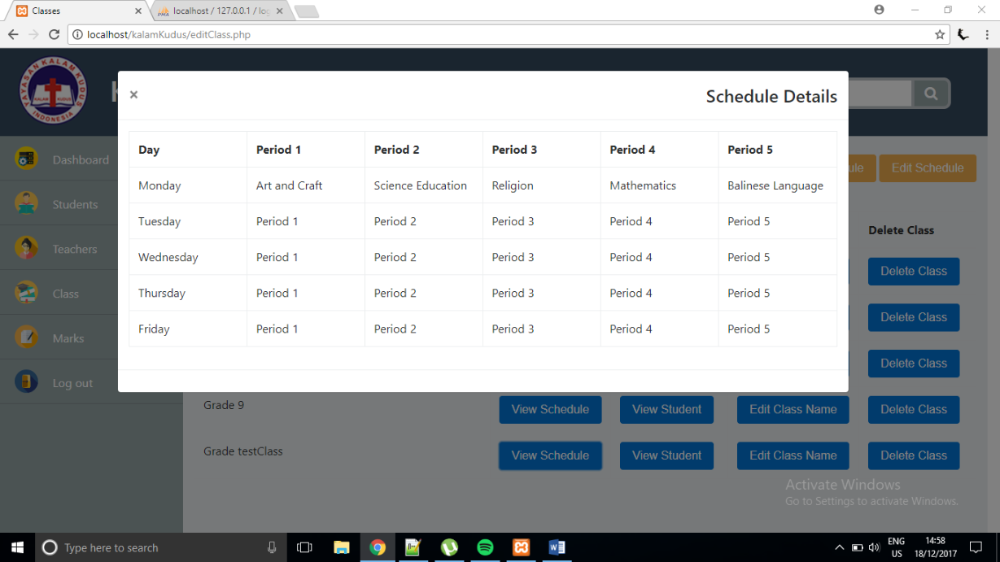 Classes
localhost / 127.0.0.1 / log
localhost/kalamKudus/editClass.php
YAYASAN KALAM KUDUS
KALAM KUDUS
INDONESIA
K
× Schedule Details
Day Period 1 Period 2 Period 3 Period 4 Period 5
Monday Art and Craft Science Education Religion Mathematics Balinese Language
Tuesday Period 1 Period 2 Period 3 Period 4 Period 5
Wednesday Period 1 Period 2 Period 3 Period 4 Period 5
Thursday Period 1 Period 2 Period 3 Period 4 Period 5
Friday Period 1 Period 2 Period 3 Period 4 Period 5
Dashboard
Students
Teachers
Class
Marks
Log out
ule Edit Schedule
Delete Class
Delete Class
Delete Class
Delete Class
Grade 9 View Schedule View Student Edit Class Name Delete Class
Grade testClass View Schedule View Student Edit Class Name Delete Class
Activate Windows
Go to Settings to activate Windows.
Type here to search
ENG 14:58
US 18/12/2017